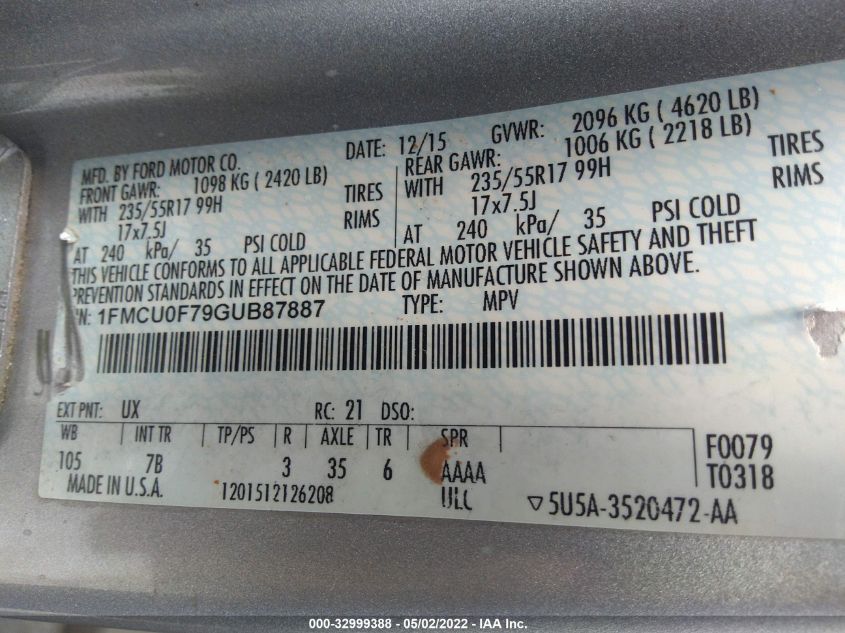 MFD. BY FORD MOTOR CO.
DATE: 12/15 GVWR: 2096 KG ( 4620 LB)
FRONT GAWR: 1098 KG ( 2420 LB)
REAR GAWR: 1006 KG ( 2218 LB)
WITH 235/55R17 99H TIRES
WITH 235/55R17 99H TIRES
17x7.5J RIMS
17x7.5J RIMS
AT 240 kPa/ 35 PSI COLD
AT 240 kPa/ 35 PSI COLD
THIS VEHICLE CONFORMS TO ALL APPLICABLE FEDERAL MOTOR VEHICLE SAFETY AND THEFT
PREVENTION STANDARDS IN EFFECT ON THE DATE OF MANUFACTURE SHOWN ABOVE.
N: 1FMCU0F79GUB87887 TYPE: MPV
EXT PNT: UX RC: 21 DSO:
WB INT TR TP/PS R AXLE TR SPR
105 7B 3 35 6 AAAA
F0079
T0318
MADE IN U.S.A. 1201512126208 ULC ▽5U5A-3520472-AA
000-32999388 - 05/02/2022 - IAA Inc.